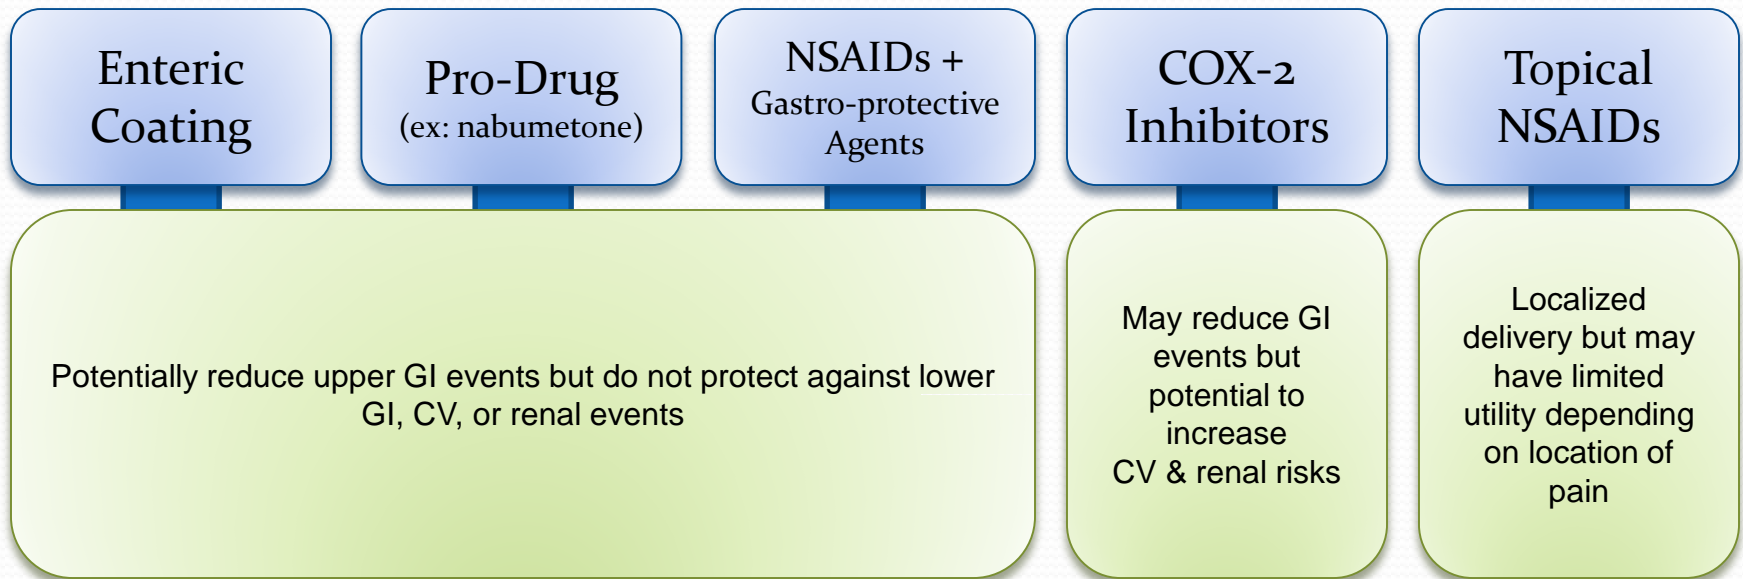 Enteric
Coating
Pro-Drug
(ex: nabumetone)
NSAIDs +
Gastro-protective
Agents
COX-2
Inhibitors
Topical
NSAIDs
Potentially reduce upper GI events but do not protect against lower
GI, CV, or renal events
May reduce GI
events but
potential to
increase
CV & renal risks
Localized
delivery but may
have limited
utility depending
on location of
pain